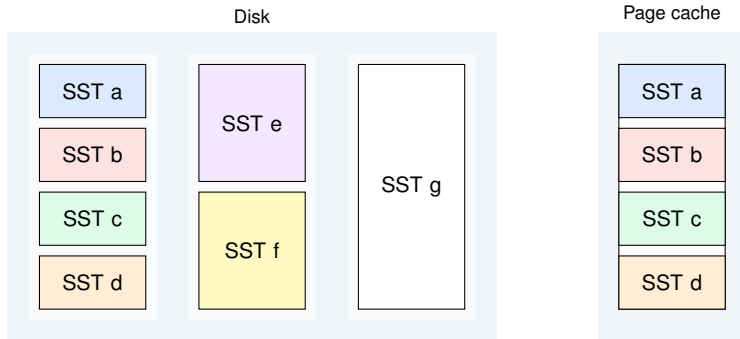 Disk
SST a
SST b
SST c
SST d
SST e
SST f
SST g
Page cache
SST a
SST b
SST c
SST d